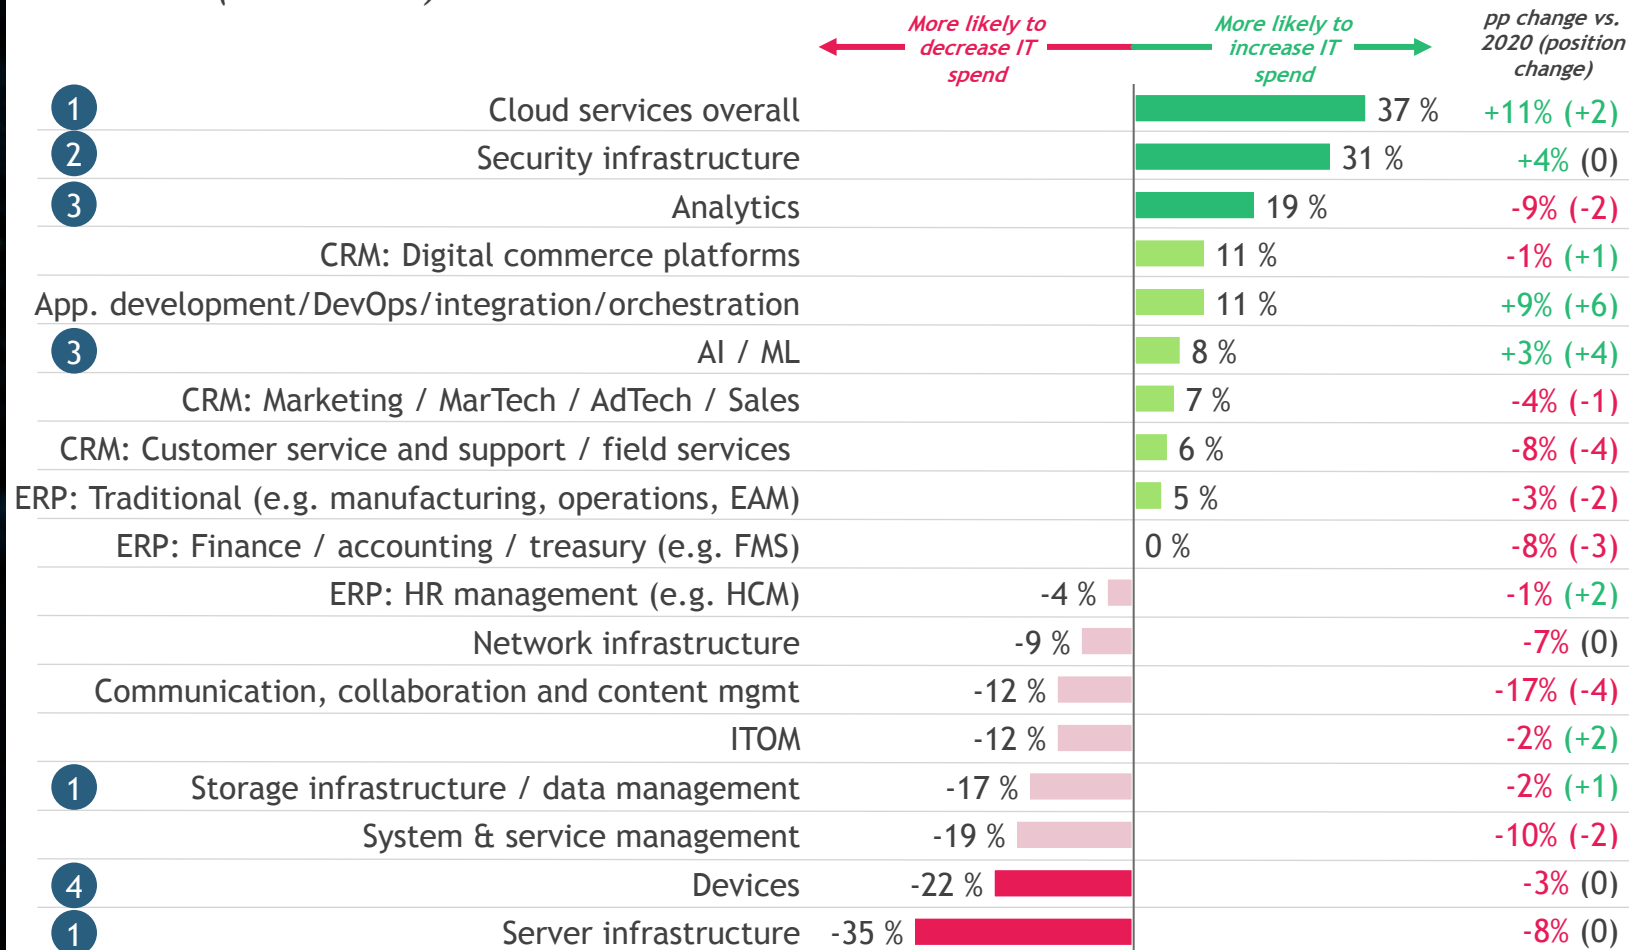 More likely to
decrease IT
spend
More likely to
increase IT
spend
pp change vs.
2020 (position
change)
1 Cloud services overall 37 % +11% (+2)
2 Security infrastructure 31 % +4% (0)
3 Analytics 19 % -9% (-2)
CRM: Digital commerce platforms 11 % -1% (+1)
App. development/DevOps/integration/orchestration 11 % +9% (+6)
3 AI / ML 8 % +3% (+4)
CRM: Marketing / MarTech / AdTech / Sales 7 % -4% (-1)
CRM: Customer service and support / field services 6 % -8% (-4)
ERP: Traditional (e.g. manufacturing, operations, EAM) 5 % -3% (-2)
ERP: Finance / accounting / treasury (e.g. FMS) 0 % -8% (-3)
ERP: HR management (e.g. HCM) -4 % -1% (+2)
Network infrastructure -9 % -7% (0)
Communication, collaboration and content mgmt -12 % -17% (-4)
ITOM -12 % -2% (+2)
1 Storage infrastructure / data management -17 % -2% (+1)
System & service management -19 % -10% (-2)
4 Devices -22 % -3% (0)
1 Server infrastructure -35 % -8% (0)